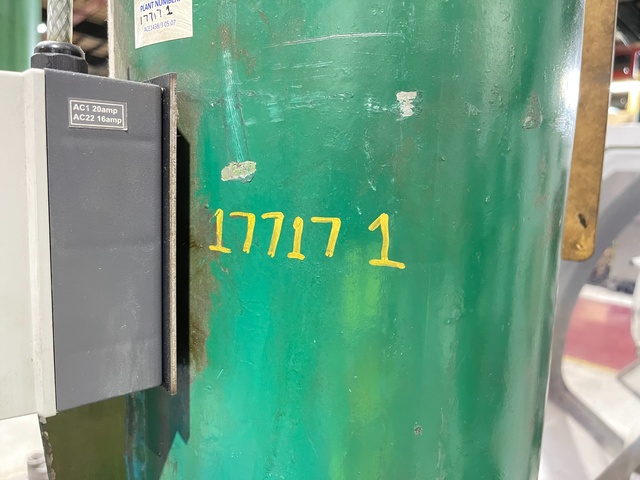 PLANT NUMBER
17717 1
AC1 20amp
AC22 16amp
17717 1